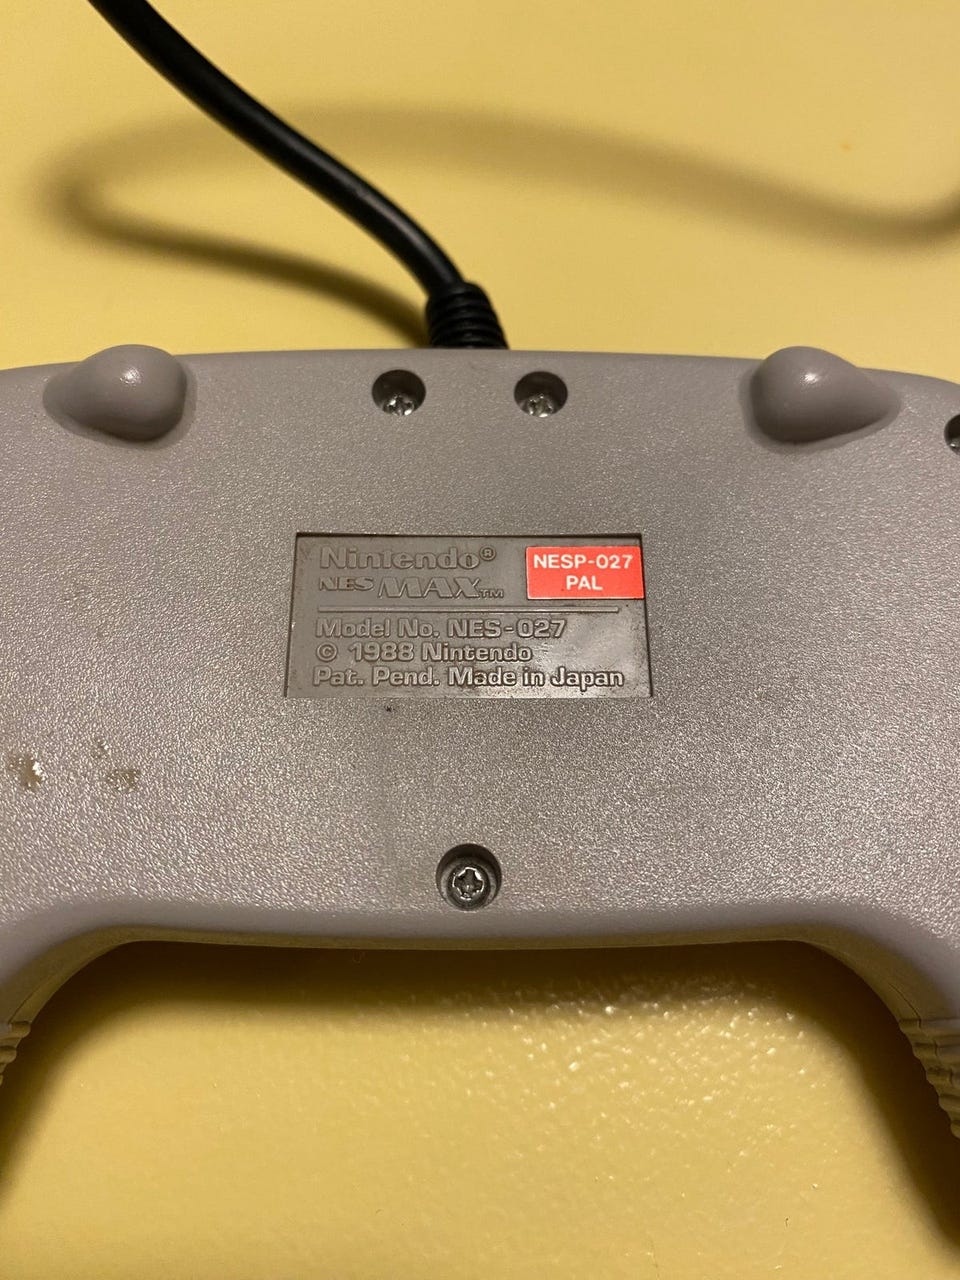 Nintendo®
NES MAX™
NESP-027
PAL
Model No. NES-027
© 1988 Nintendo
Pat. Pend. Made in Japan